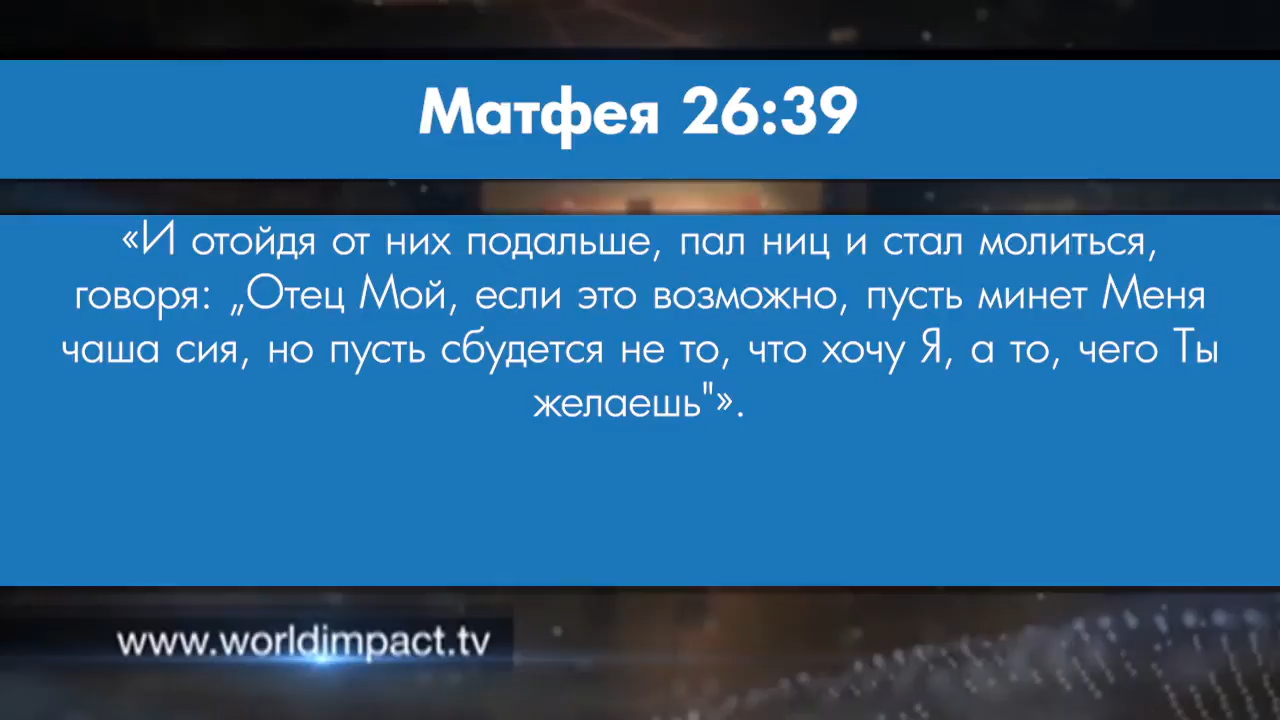 Матфея 26:39
«И отойдя от них подальше, пал ниц и стал молиться,
говоря: „Отец Мой, если это возможно, пусть минет Меня
чаша сия, но пусть сбудется не то, что хочу Я, а то, чего Ты
желаешь"».
www.worldimpact.tv